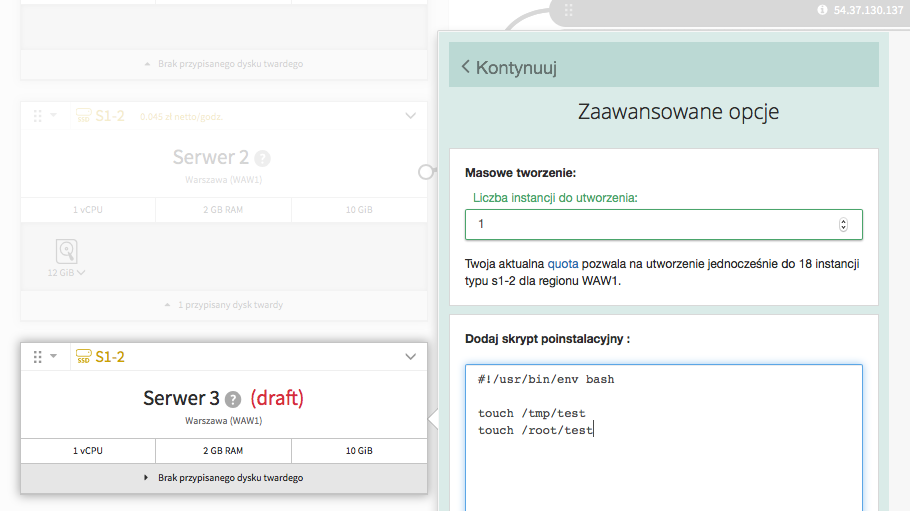 54.37.130.137
Brak przypisanego dysku twardego
SSD S1-2 0.045 zł netto/godz.
Serwer 2 ?
Warszawa (WAW1)
1 vCPU 2 GB RAM 10 GiB
12 GiB
1 przypisany dysk twardy
SSD S1-2
Serwer 3 ? (draft)
Warszawa (WAW1)
1 vCPU 2 GB RAM 10 GiB
Brak przypisanego dysku twardego
Kontynuuj
Zaawansowane opcje
Masowe tworzenie:
Liczba instancji do utworzenia:
1
Twoja aktualna quota pozwala na utworzenie jednocześnie do 18 instancji
typu s1-2 dla regionu WAW1.
Dodaj skrypt poinstalacyjny :
#!/usr/bin/env bash
touch /tmp/test
touch /root/test